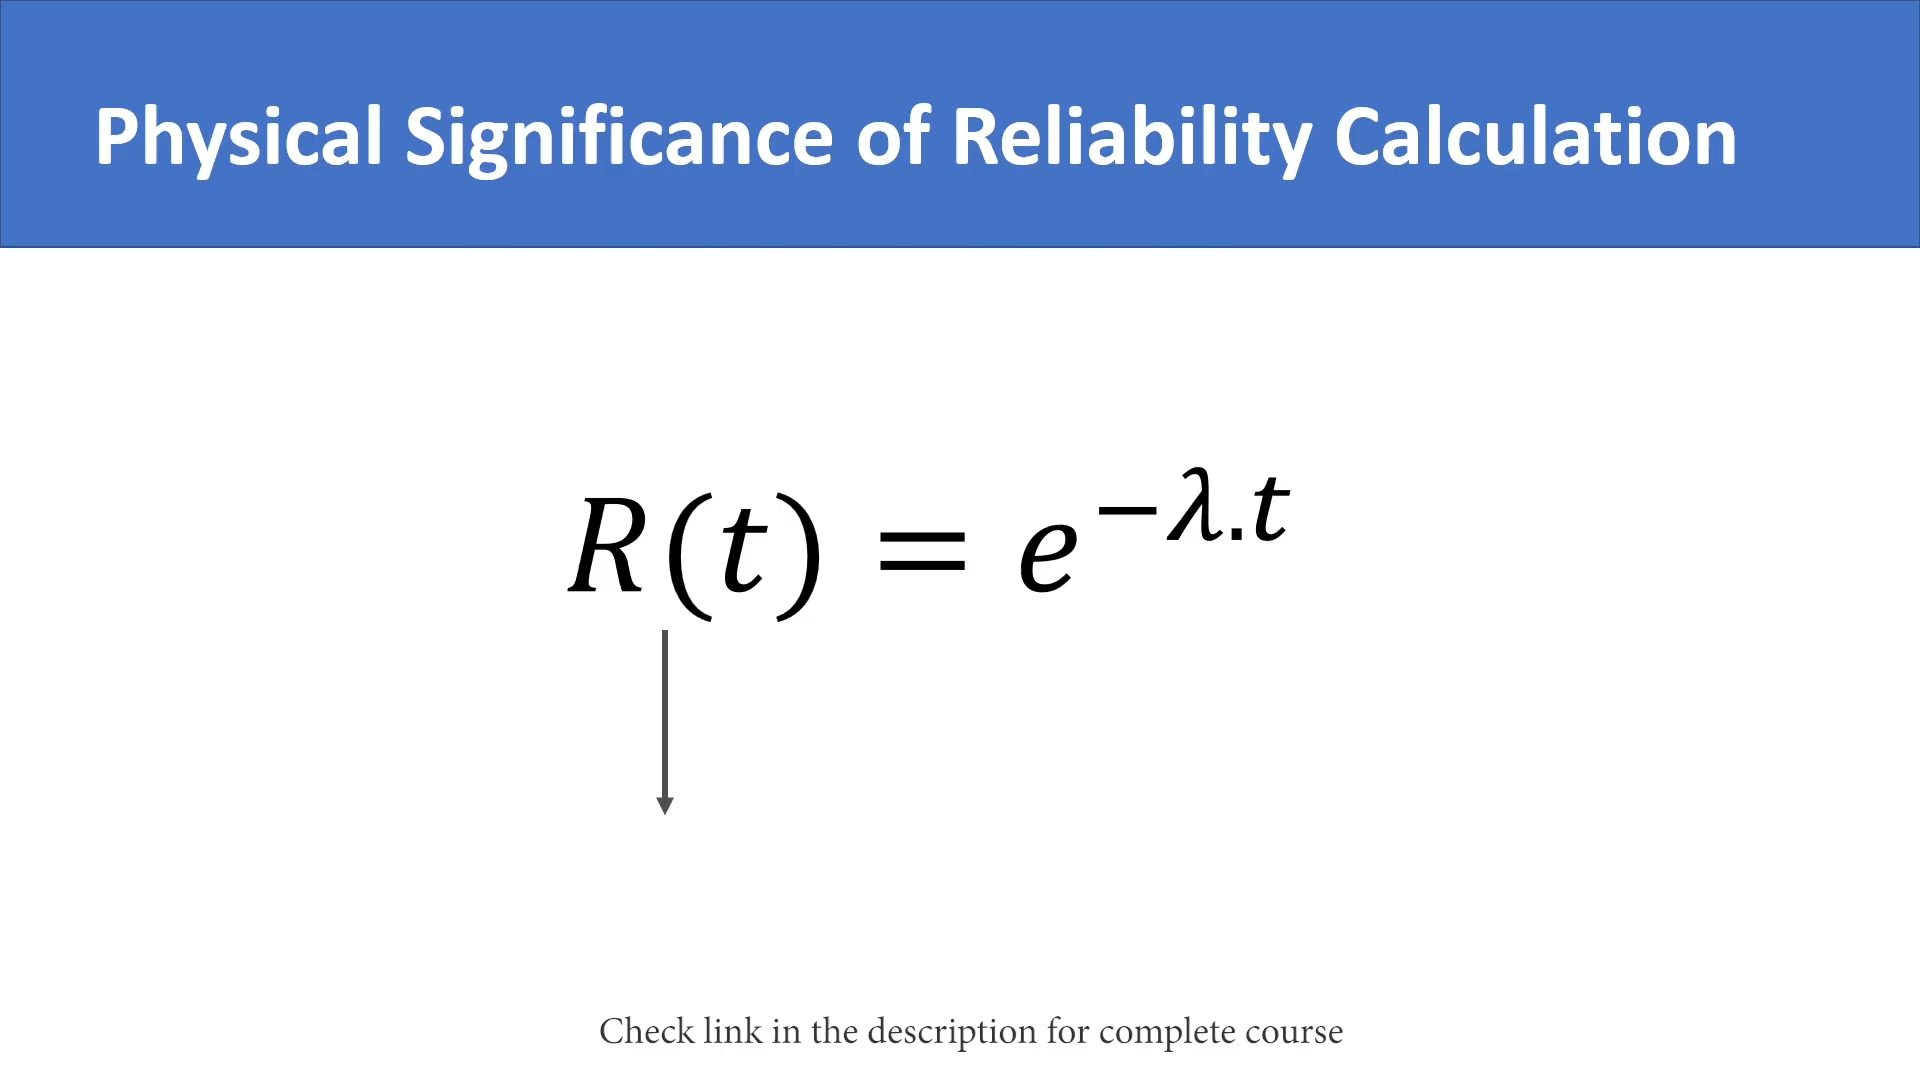 Physical Significance of Reliability Calculation
R(t) = e^{-λ.t}
Check link in the description for complete course